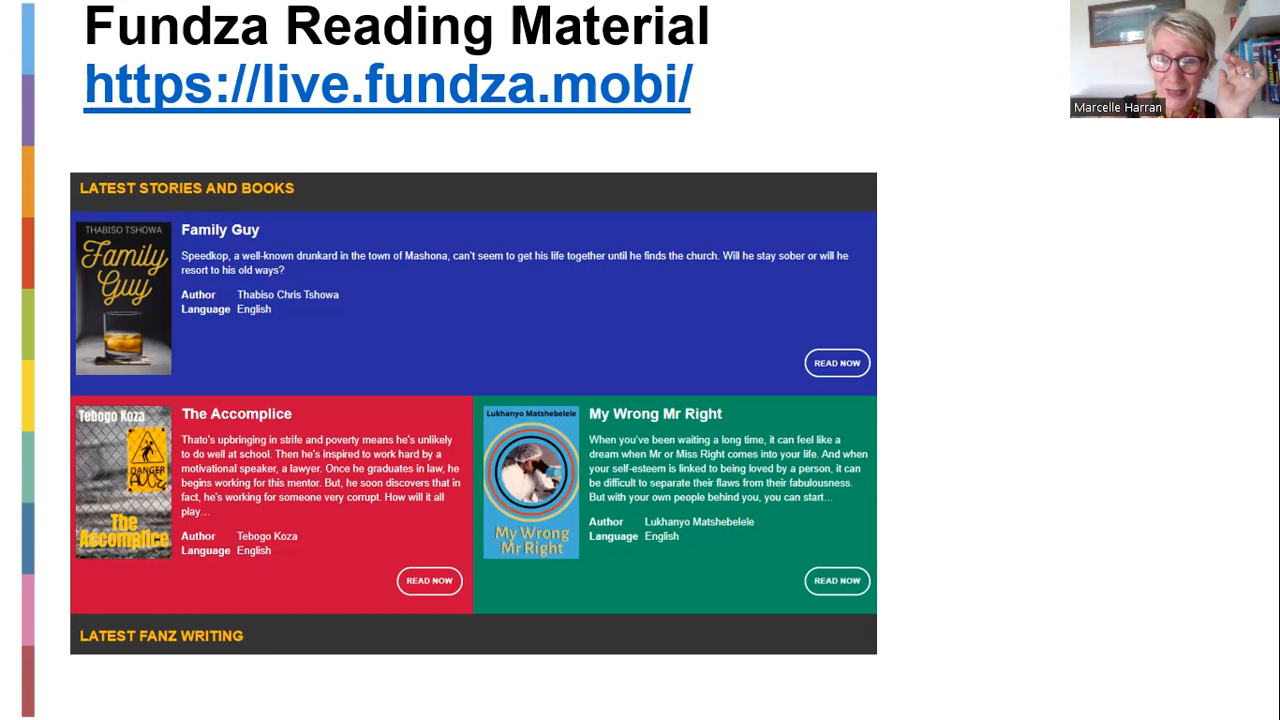 Fundza Reading Material
https://live.fundza.mobi/
Marcelle Harran
LATEST STORIES AND BOOKS
THABISO TSHOWA
Family
Guy
Family Guy
Speedkop, a well-known drunkard in the town of Mashona, can't seem to get his life together until he finds the church. Will he stay sober or will he
resort to his old ways?
Author Thabiso Chris Tshowa
Language English
READ NOW
Tebogo Koza
DANGER
The
Accomplice
The Accomplice
Thato's upbringing in strife and poverty means he's unlikely
to do well at school. Then he's inspired to work hard by a
motivational speaker, a lawyer. Once he graduates in law, he
begins working for this mentor. But, he soon discovers that in
fact, he's working for someone very corrupt. How will it all
play…
Author Tebogo Koza
Language English
READ NOW
Lukhanyo Matshebelele
My Wrong
Mr Right
My Wrong Mr Right
When you've been waiting a long time, it can feel like a
dream when Mr or Miss Right comes into your life. And when
your self-esteem is linked to being loved by a person, it can
be difficult to separate their flaws from their fabulousness.
But with your own people behind you, you can start…
Author Lukhanyo Matshebelele
Language English
READ NOW
LATEST FANZ WRITING